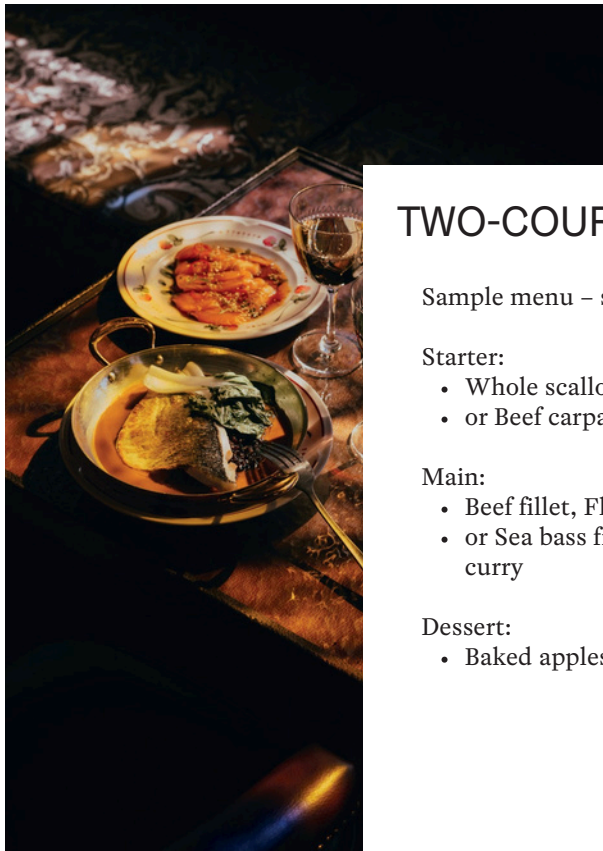 TWO-COUR
Sample menu – s
Starter:
• Whole scallo
• or Beef carpa
Main:
• Beef fillet, Fl
• or Sea bass fi
curry
Dessert:
• Baked apples